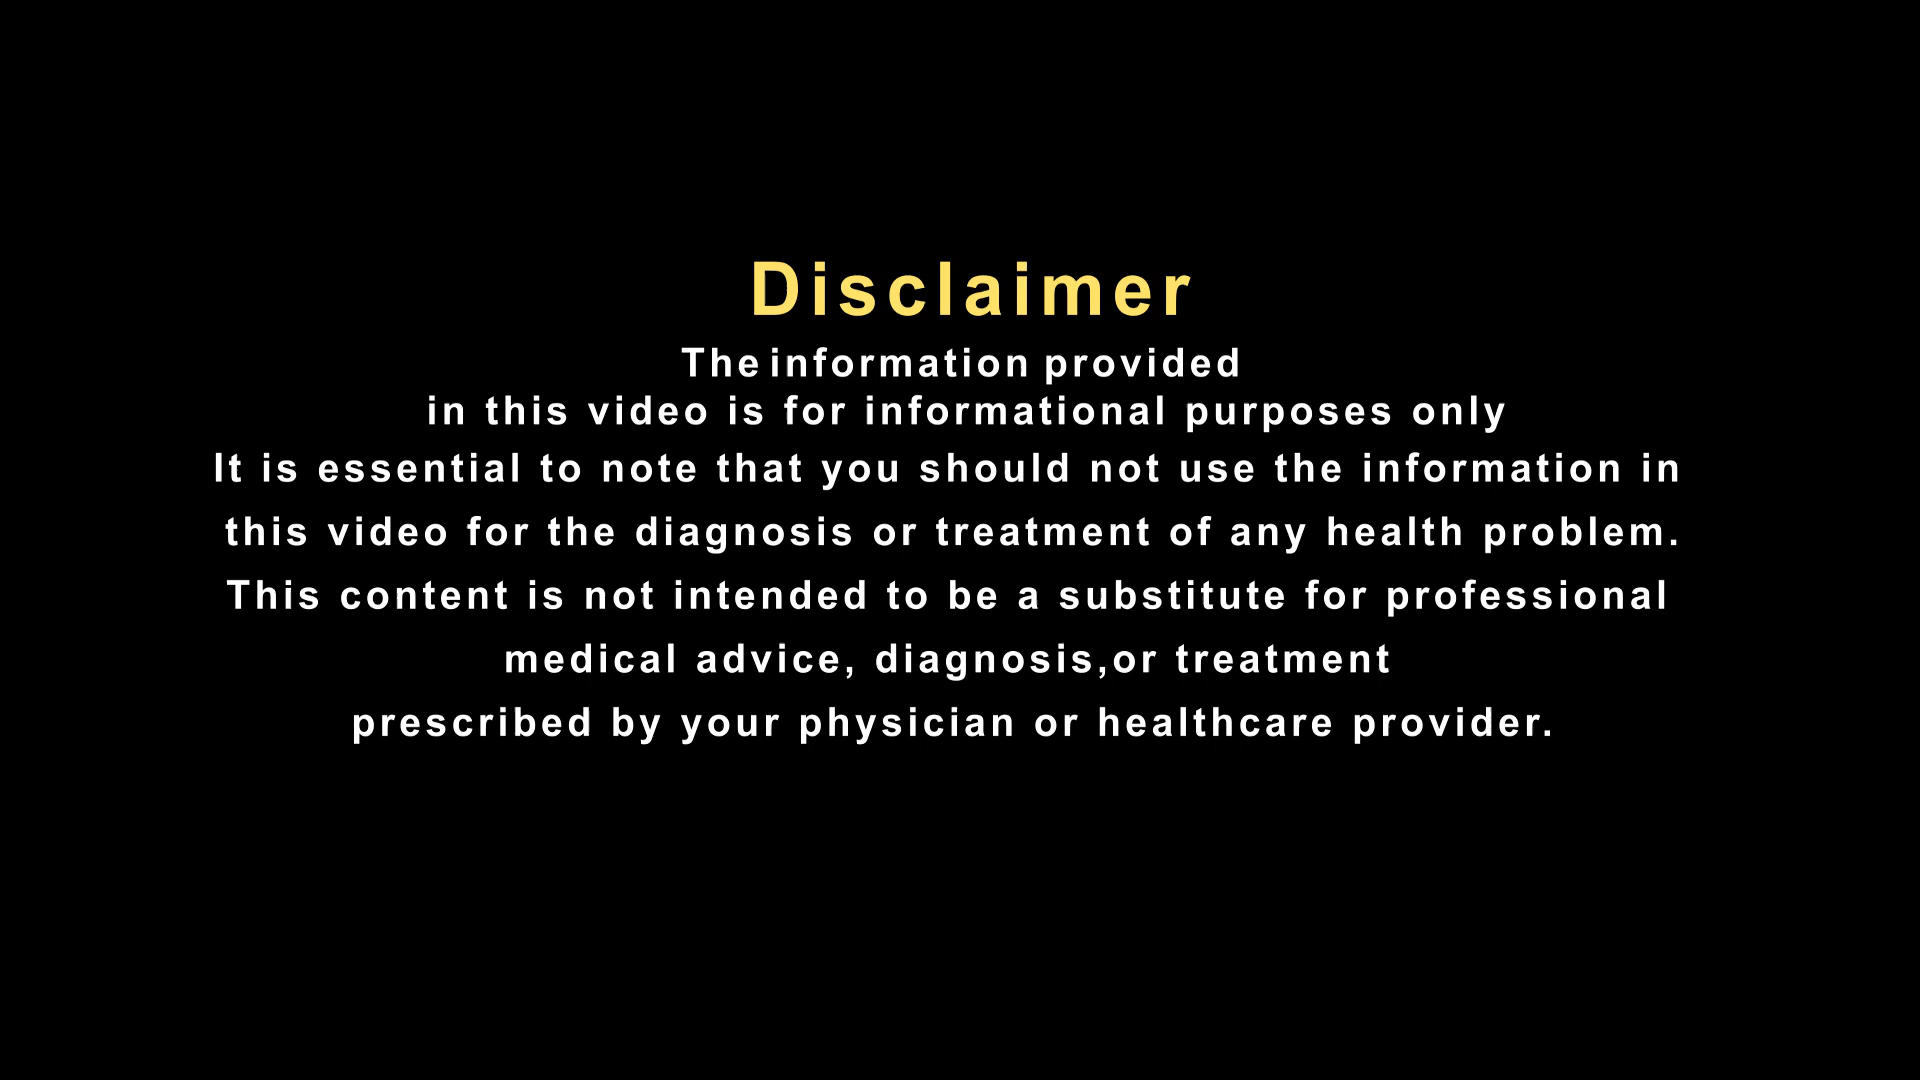 Disclaimer
The information provided
in this video is for informational purposes only
It is essential to note that you should not use the information in
this video for the diagnosis or treatment of any health problem.
This content is not intended to be a substitute for professional
medical advice, diagnosis,or treatment
prescribed by your physician or healthcare provider.